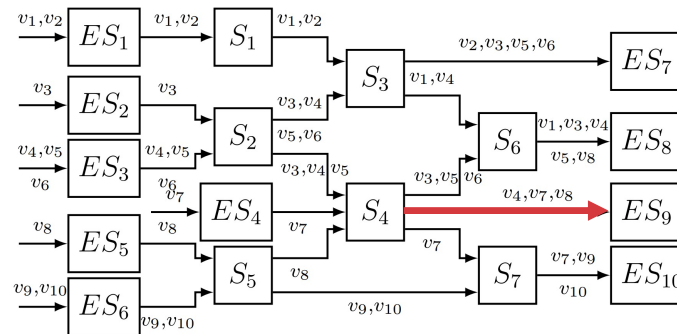 v1,v2
ES1
v1,v2
S1
v1,v2
S3
v2,v3,v5,v6
ES7
v3
ES2
v3
v3,v4
v5,v6
v1,v4
S2
v4,v5
v6
ES3
v4,v5
v6
v3,v4,v5
S6
v1,v3,v4
v5,v8
ES8
v7
ES4
v7
S4
v3,v5,v6
v4,v7,v8
ES9
v8
ES5
v8
S5
v8
v7
S7
v7,v9
v10
ES10
v9,v10
ES6
v9,v10
v9,v10